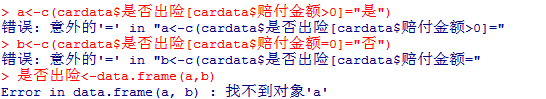 > a<-c(cardata$是否出险[cardata$赔付金额>0]="是")
错误: 意外的'=' in "a<-c(cardata$是否出险[cardata$赔付金额>0]="
> b<-c(cardata$是否出险[cardata$赔付金额=0]="否")
错误: 意外的'=' in "b<-c(cardata$是否出险[cardata$赔付金额="
> 是否出险<-data.frame(a,b)
Error in data.frame(a, b) : 找不到对象'a'